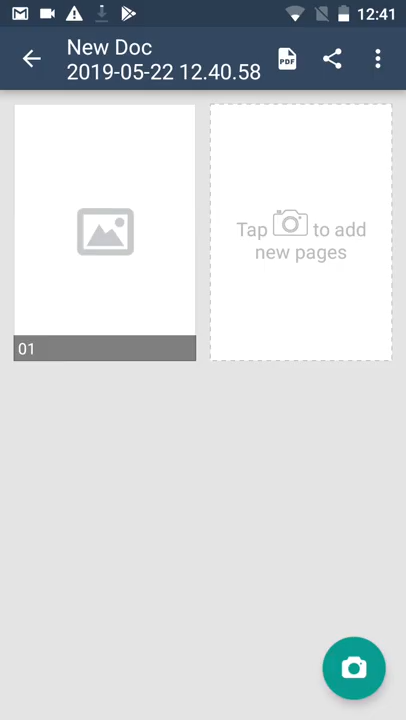 12:41
New Doc
2019-05-22 12.40.58
PDF
Tap to add
new pages
01